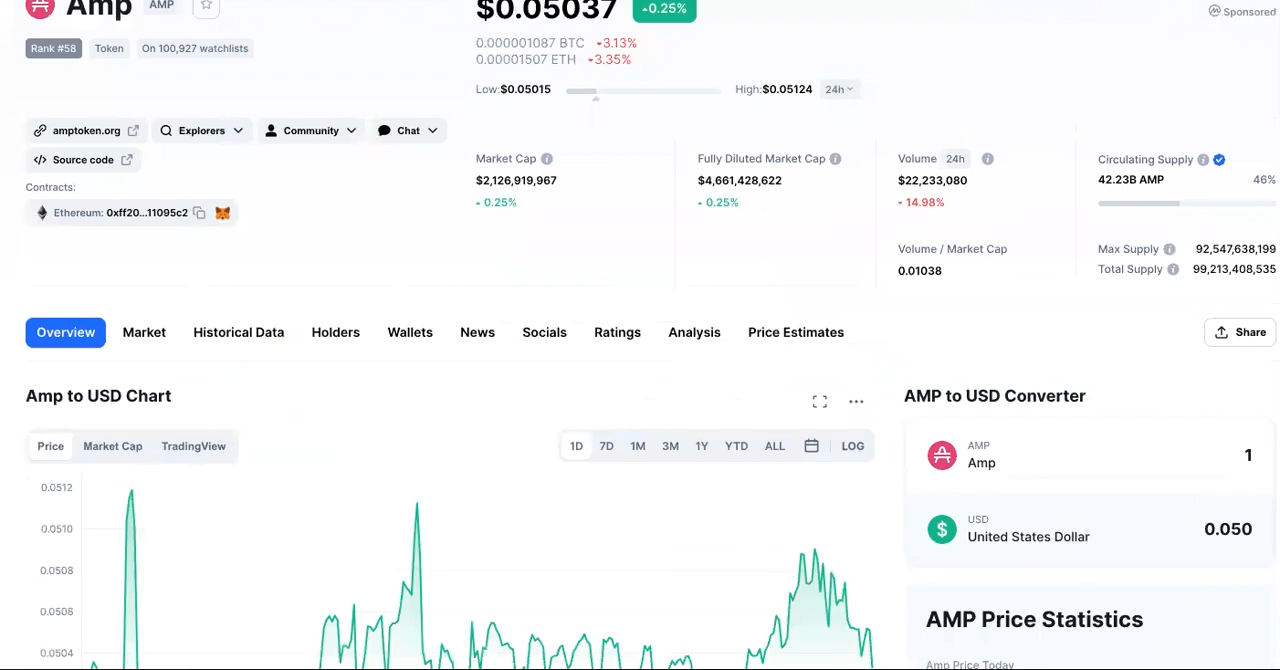 Amp AMP
Rank #58 Token On 100,927 watchlists
amptoken.org Explorers Community Chat
Source code
Contracts:
Ethereum: 0xff20...11095c2
$0.05037 0.25%
0.000001087 BTC 3.13%
0.00001507 ETH 3.35%
Low:$0.05015 High:$0.05124 24h
Sponsored
Market Cap
$2,126,919,967
0.25%
Fully Diluted Market Cap
$4,661,428,622
0.25%
Volume 24h
$22,233,080
14.98%
Volume / Market Cap
0.01038
Circulating Supply
42.23B AMP 46%
Max Supply 92,547,638,199
Total Supply 99,213,408,535
Overview Market Historical Data Holders Wallets News Socials Ratings Analysis Price Estimates Share
Amp to USD Chart
Price Market Cap TradingView
1D 7D 1M 3M 1Y YTD ALL LOG
0.0512
0.0510
0.0508
0.0508
0.0504
AMP to USD Converter
AMP
Amp 1
USD
United States Dollar 0.050
AMP Price Statistics
Amp Price Today